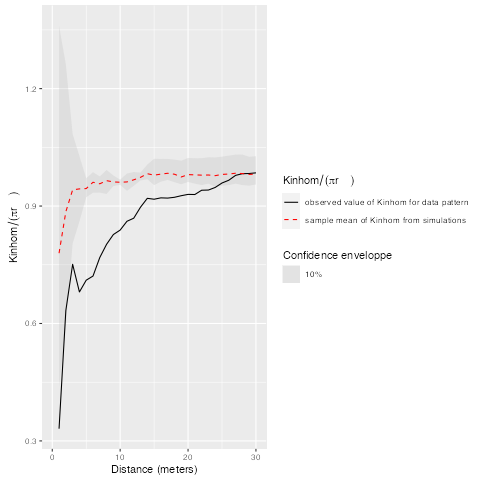 Kinhom/(πr )
1.2
0.9
0.6
0.3
0
10
20
30
Distance (meters)
Kinhom/(πr )
observed value of Kinhom for data pattern
sample mean of Kinhom from simulations
Confidence enveloppe
10%